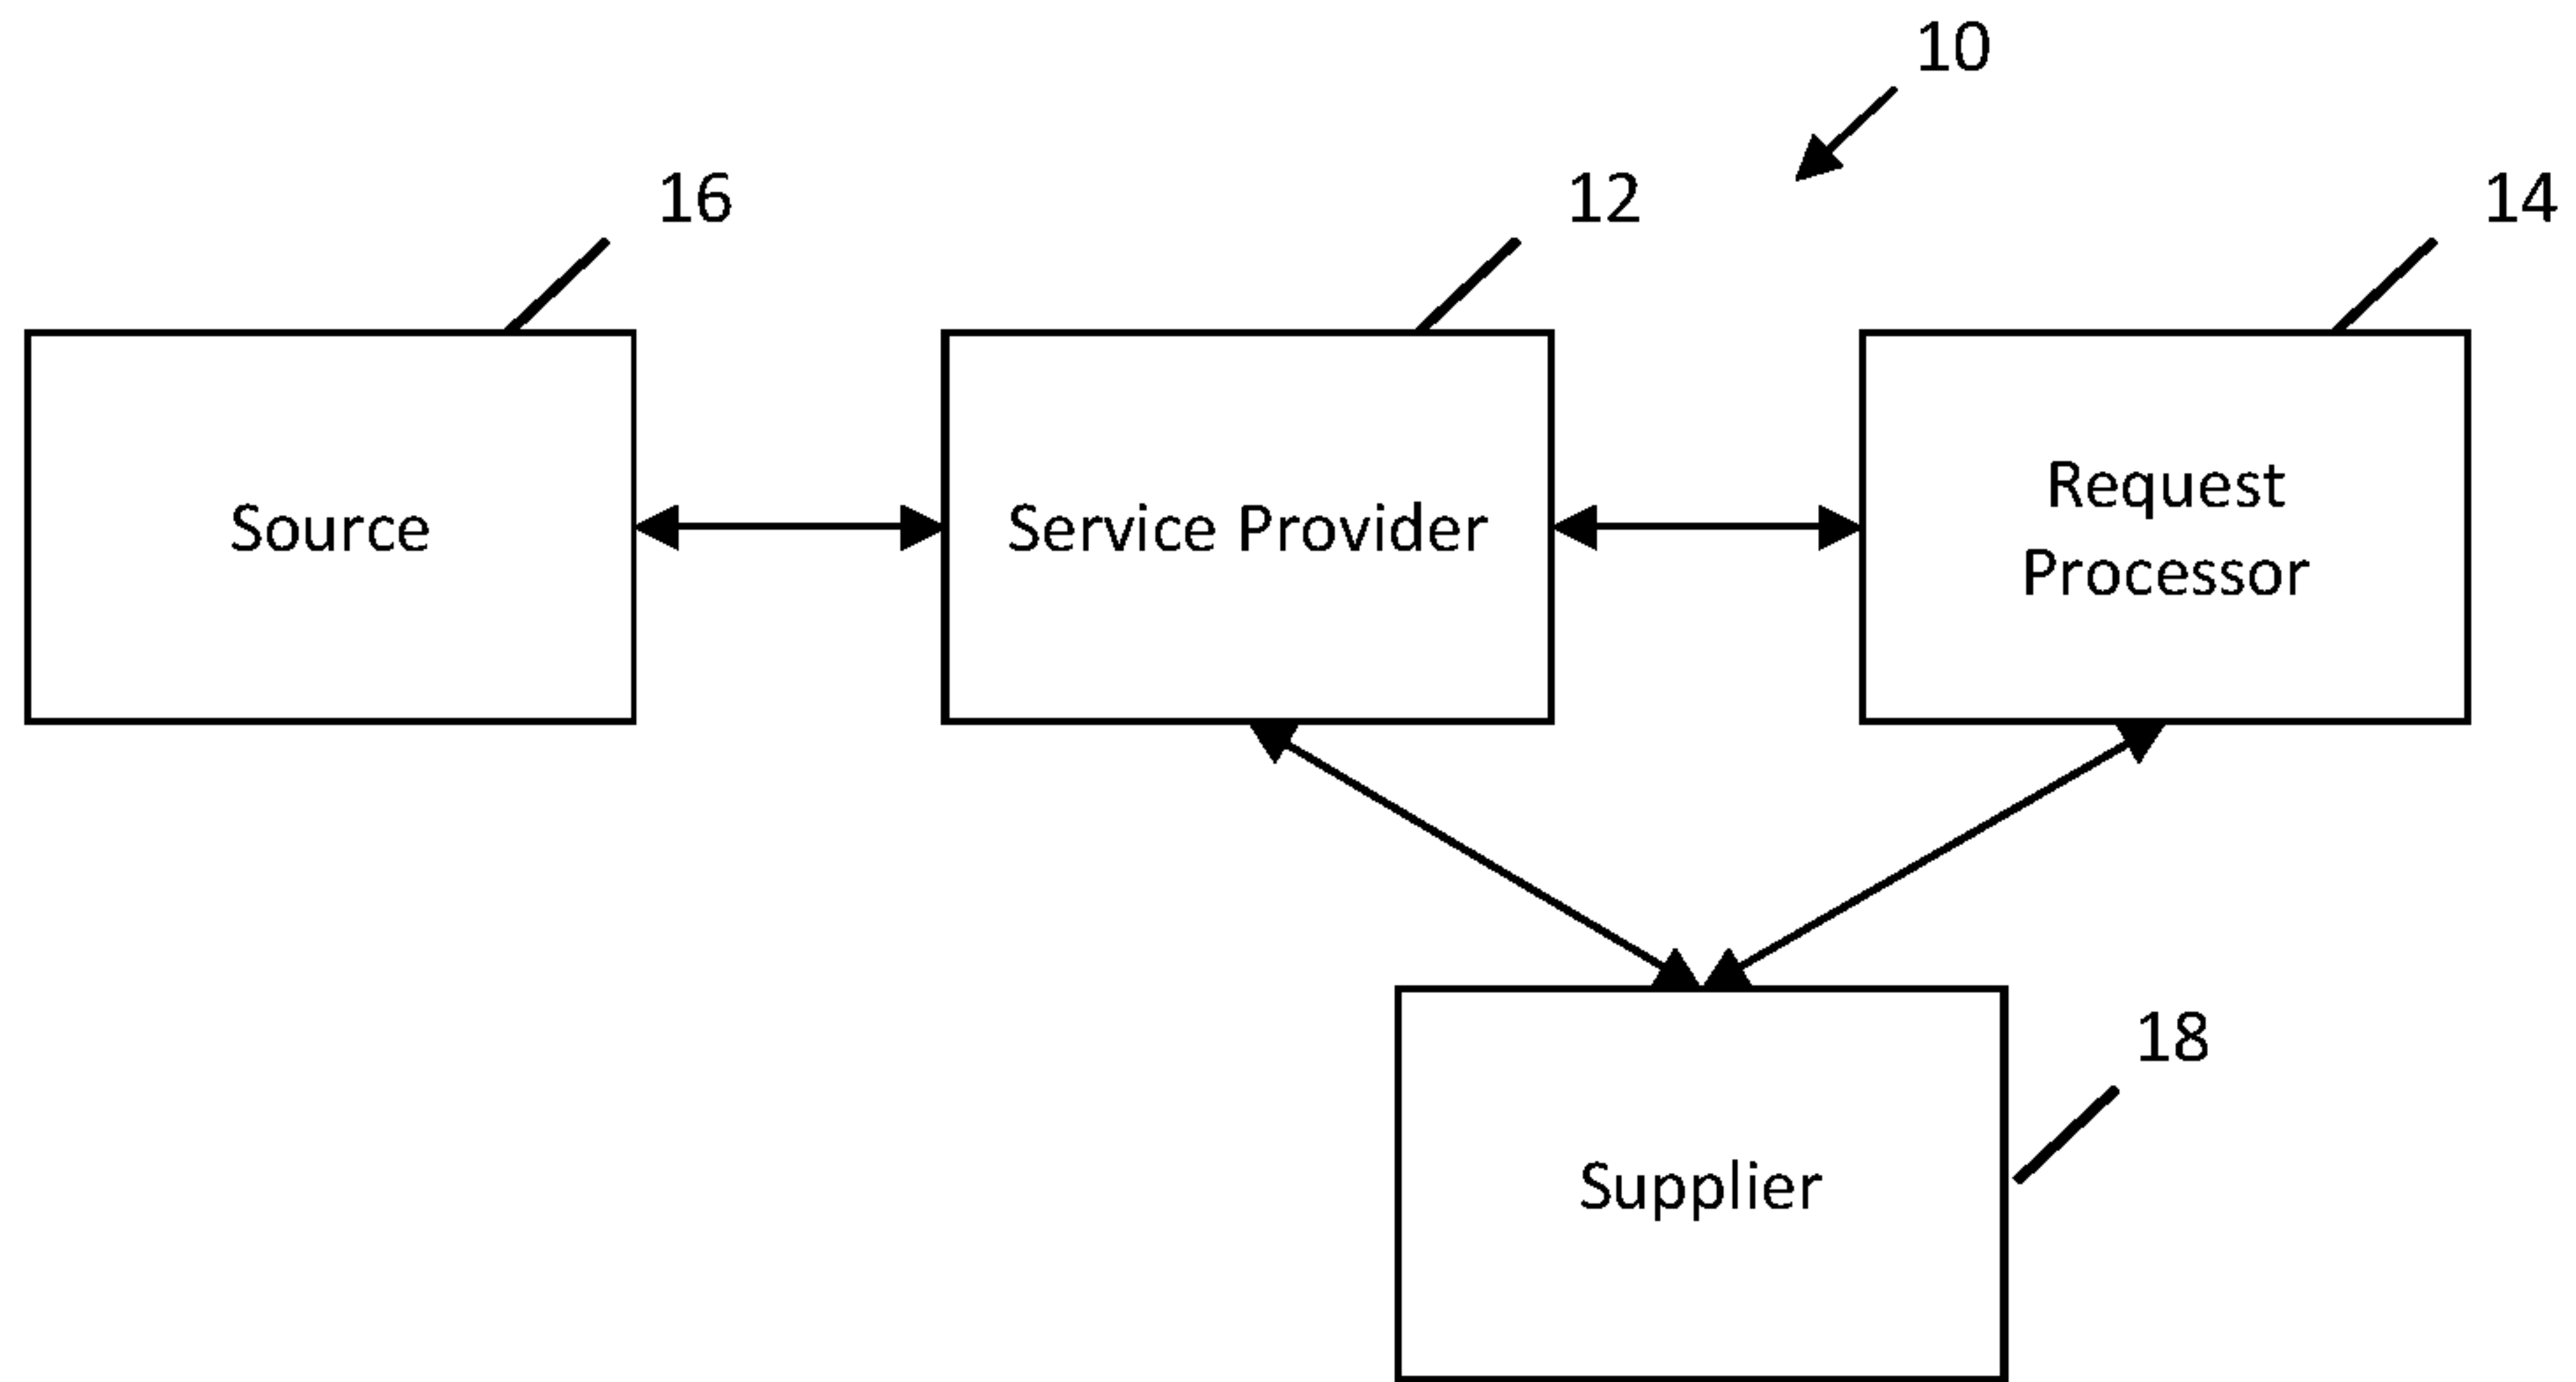 10
16
12
14
Source
Service Provider
Request
Processor
18
Supplier